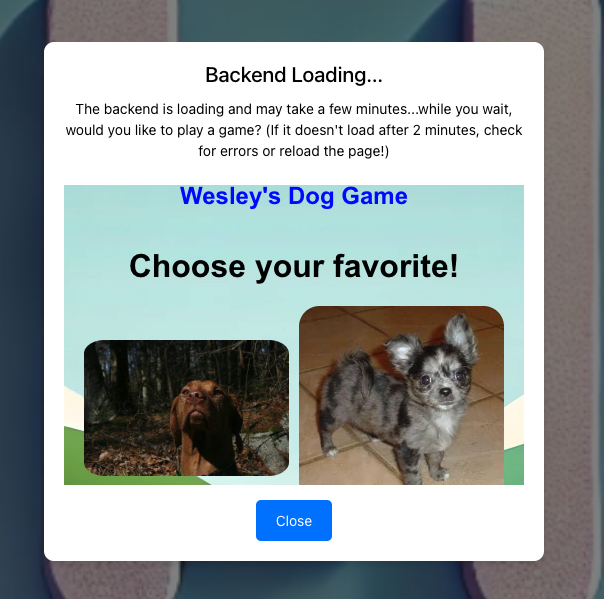 Backend Loading...
The backend is loading and may take a few minutes...while you wait,
would you like to play a game? (If it doesn't load after 2 minutes, check
for errors or reload the page!)
Wesley's Dog Game
Choose your favorite!
Close